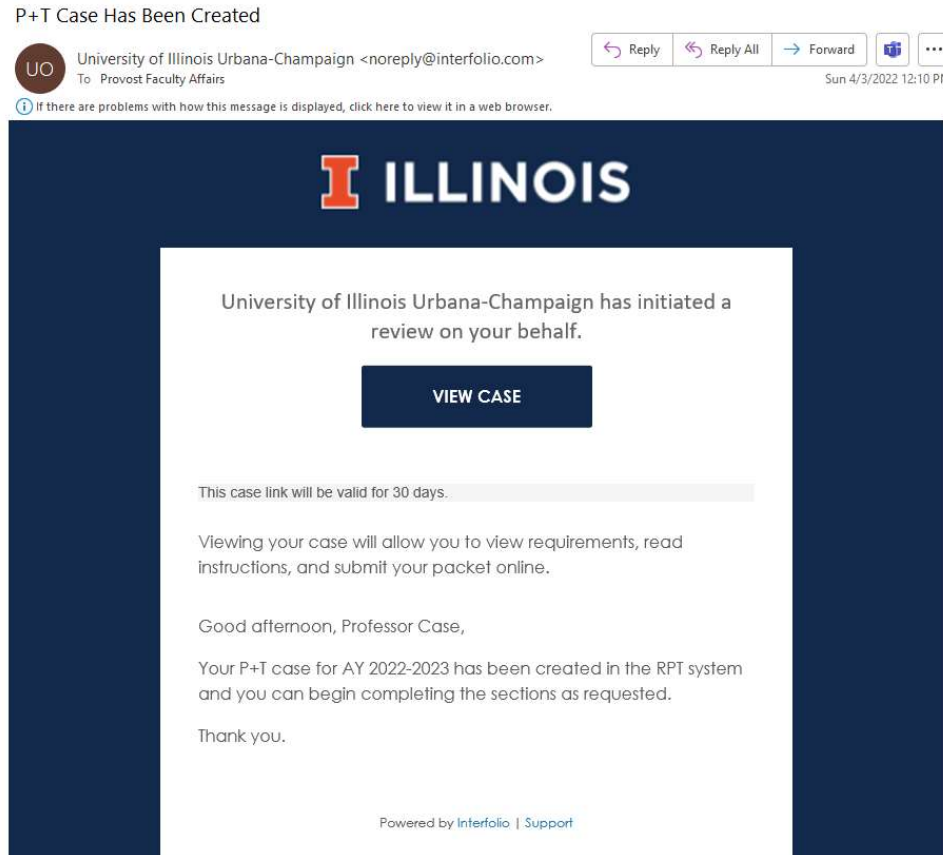 P+T Case Has Been Created
UO
University of Illinois Urbana-Champaign <noreply@interfolio.com>
To Provost Faculty Affairs
Reply
Reply All
Forward
Sun 4/3/2022 12:10 PM
If there are problems with how this message is displayed, click here to view it in a web browser.
I ILLINOIS
University of Illinois Urbana-Champaign has initiated a
review on your behalf.
VIEW CASE
This case link will be valid for 30 days.
Viewing your case will allow you to view requirements, read
instructions, and submit your packet online.
Good afternoon, Professor Case,
Your P+T case for AY 2022-2023 has been created in the RPT system
and you can begin completing the sections as requested.
Thank you.
Powered by Interfolio | Support